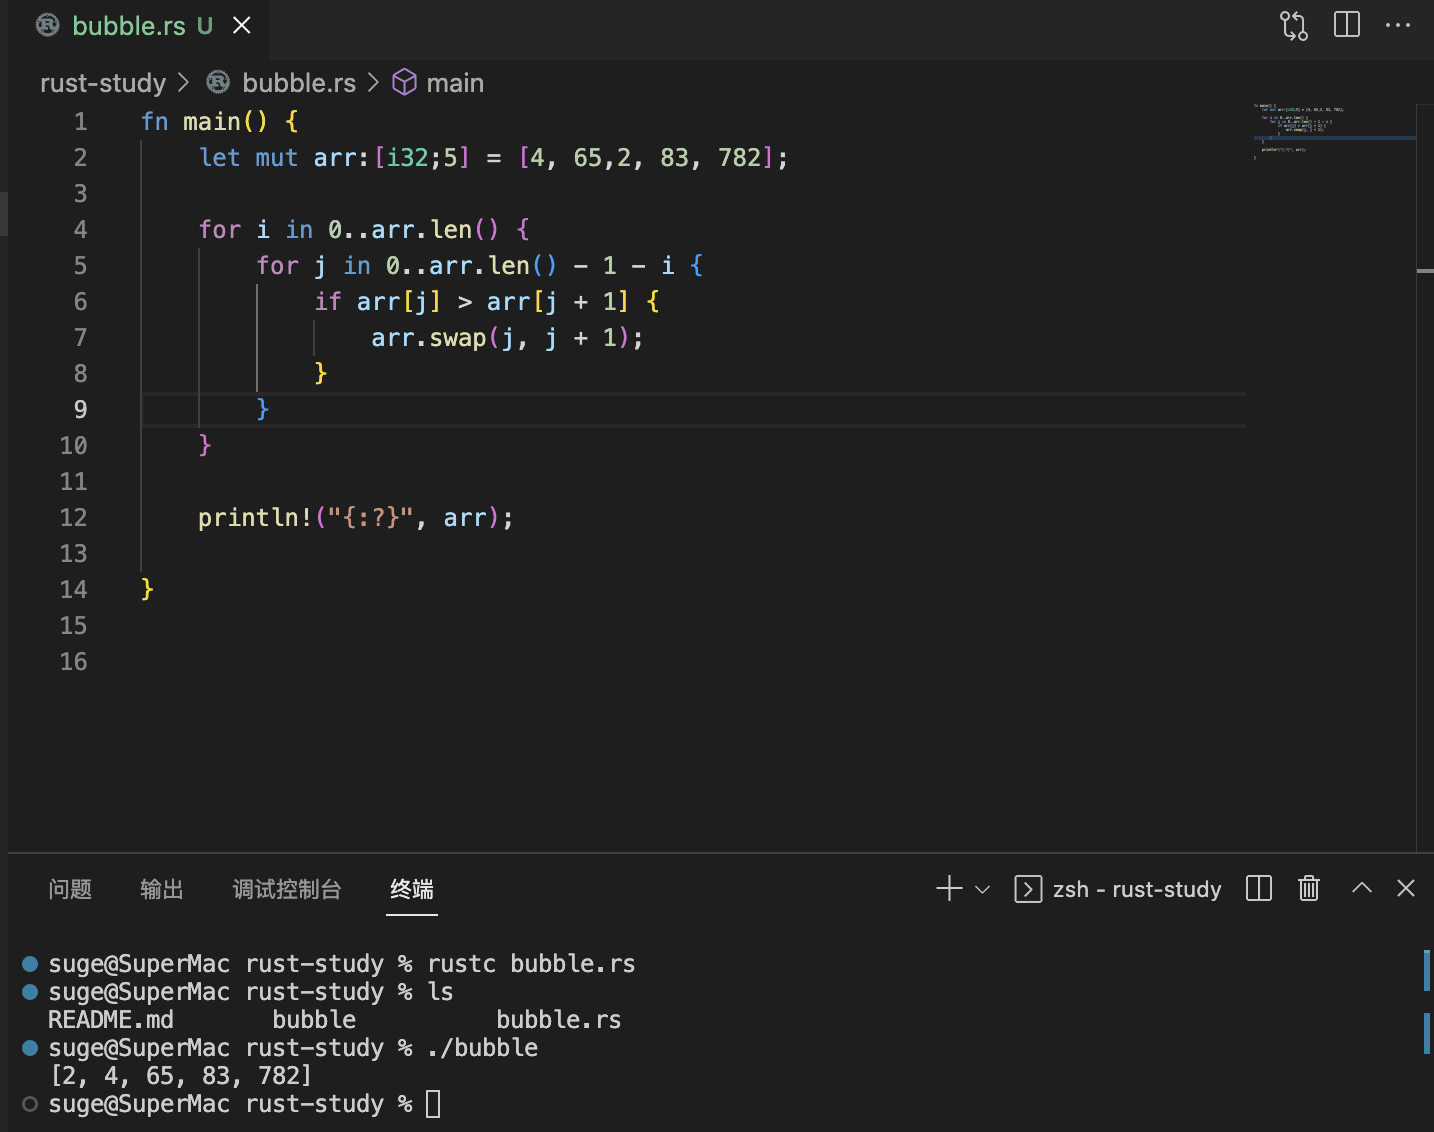 bubble.rs U
rust-study > bubble.rs > main
1 fn main() {
2     let mut arr:[i32;5] = [4, 65,2, 83, 782];
3
4     for i in 0..arr.len() {
5         for j in 0..arr.len() - 1 - i {
6             if arr[j] > arr[j + 1] {
7                 arr.swap(j, j + 1);
8             }
9         }
10     }
11
12     println!("{:?}", arr);
13
14 }
15
16
问题 输出 调试控制台 终端 zsh - rust-study
suge@SuperMac rust-study % rustc bubble.rs
suge@SuperMac rust-study % ls
README.md bubble bubble.rs
suge@SuperMac rust-study % ./bubble
[2, 4, 65, 83, 782]
suge@SuperMac rust-study %